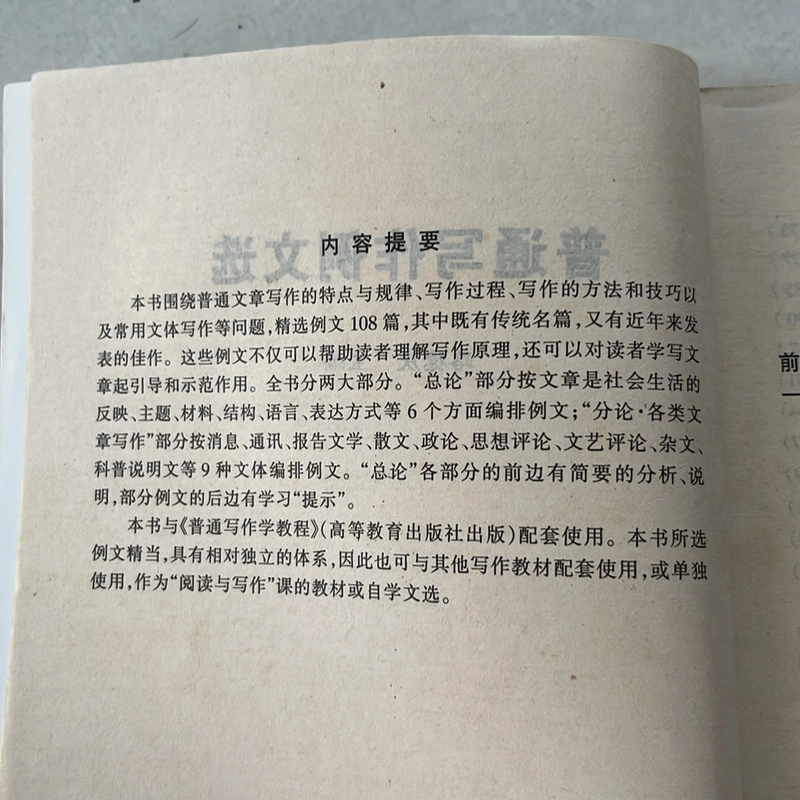 内容提要
本书围绕普通文章写作的特点与规律、写作过程、写作的方法和技巧以
及常用文体写作等问题,精选例文108篇,其中既有传统名篇,又有近年来发
表的佳作。这些例文不仅可以帮助读者理解写作原理,还可以对读者学写文
章起引导和示范作用。全书分两大部分。“总论”部分按文章是社会生活的
反映、主题、材料、结构、语言、表达方式等6个方面编排例文;“分论·各类文
章写作”部分按消息、通讯、报告文学、散文、政论、思想评论、文艺评论、杂文、
科普说明文等9种文体编排例文。“总论”各部分的前边有简要的分析、说
明,部分例文的后边有学习“提示”。
本书与《普通写作学教程》(高等教育出版社出版)配套使用。本书所选
例文精当,具有相对独立的体系,因此也可与其他写作教材配套使用,或单独
使用,作为“阅读与写作”课的教材或自学文选。
普通写作例文选
前